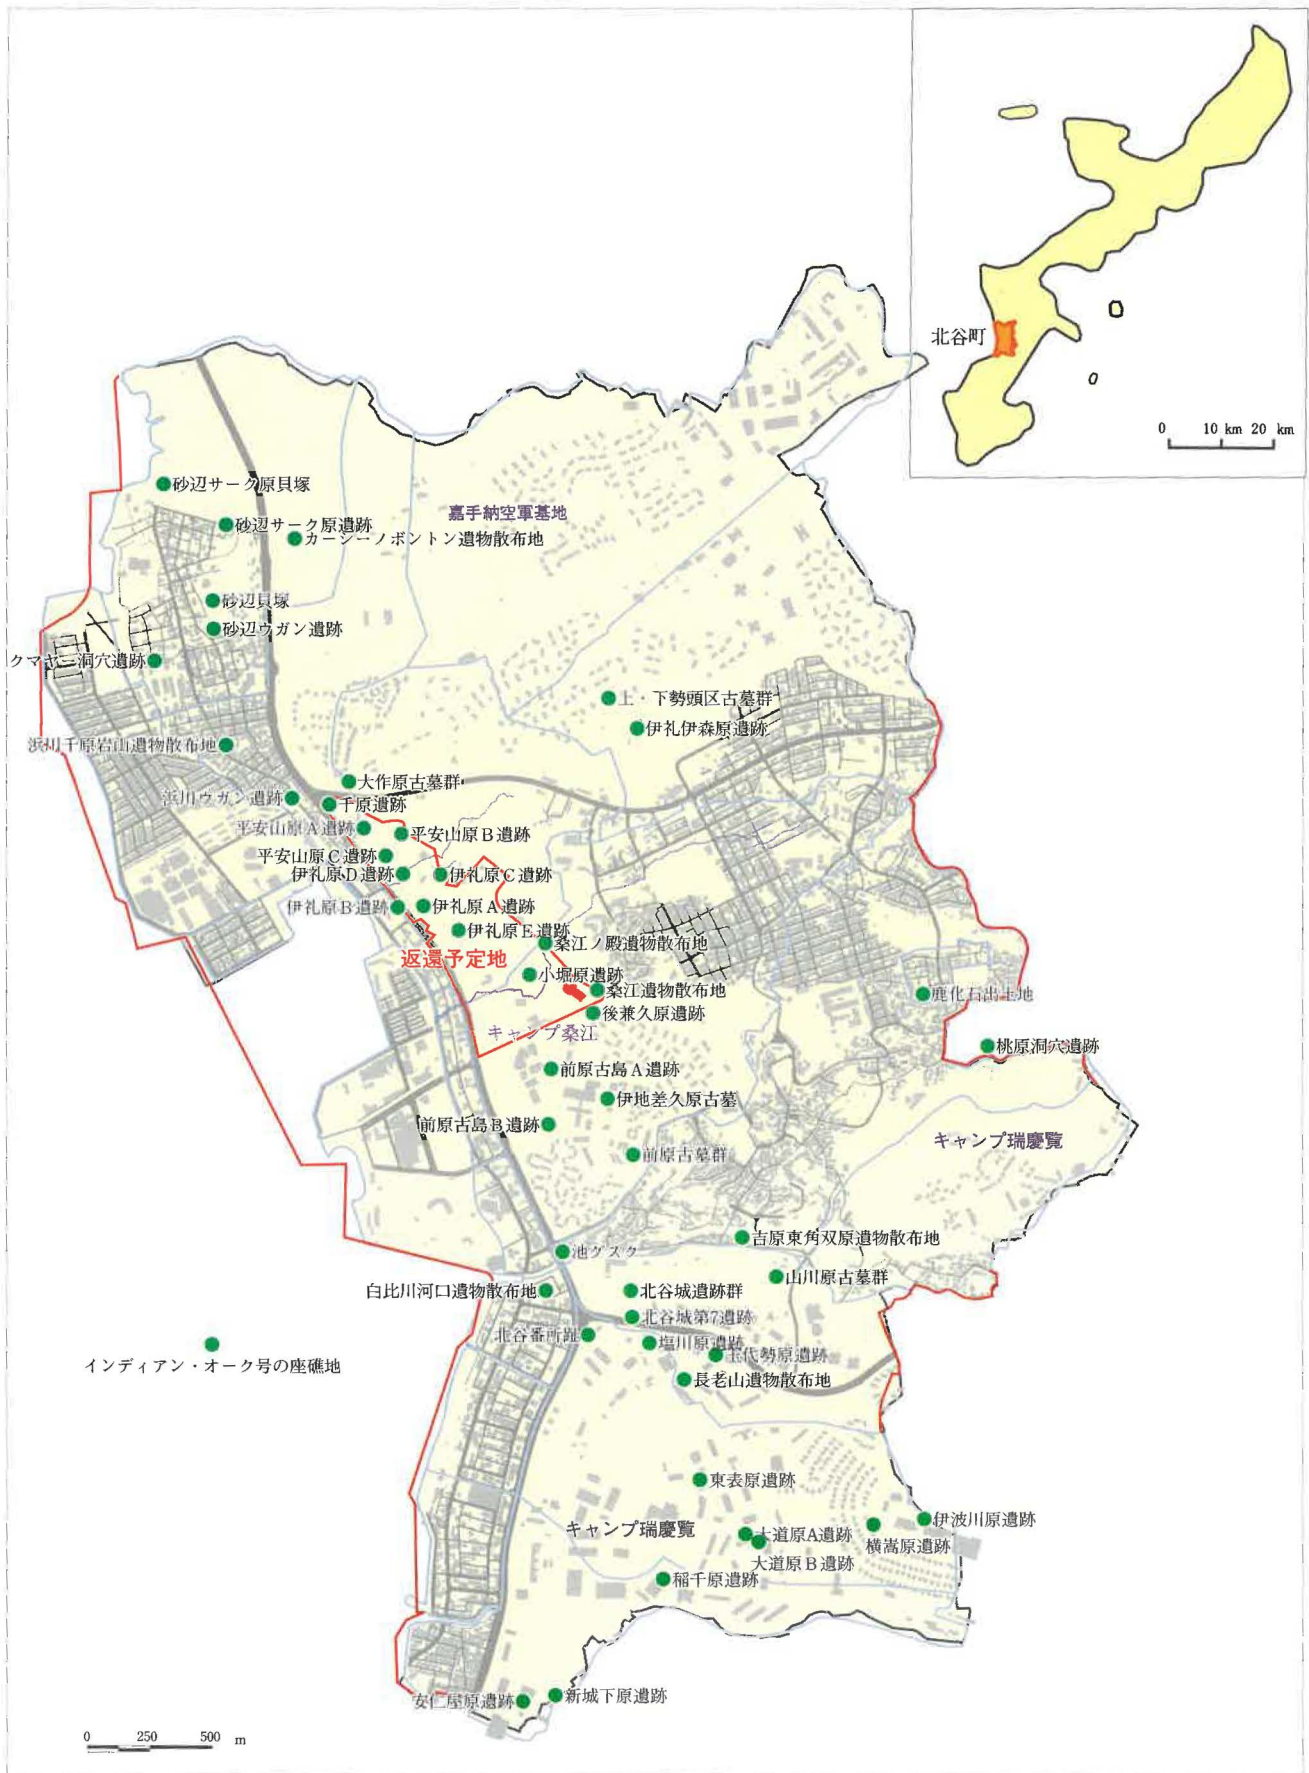 北谷町
0 10 km 20 km
砂辺サーク原貝塚
嘉手納空軍基地
砂辺サーク原遺跡
カーシーノボントン遺物散布地
砂辺貝塚
砂辺ウガン遺跡
クマヤー洞穴遺跡
上・下勢頭区古墓群
伊礼伊森原遺跡
浜川千原岩山遺物散布地
大作原古墓群
浜川ウガン遺跡
千原遺跡
平安山原A遺跡
平安山原B遺跡
平安山原C遺跡
伊礼原D遺跡
伊礼原C遺跡
伊礼原B遺跡
伊礼原A遺跡
伊礼原E遺跡
桑江ノ殿遺物散布地
返還予定地
小堀原遺跡
桑江遺物散布地
鹿化石出土地
後兼久原遺跡
キャンプ桑江
桃原洞穴遺跡
前原古島A遺跡
伊地差久原古墓
前原古島B遺跡
キャンプ瑞慶覧
前原古墓群
吉原東角双原遺物散布地
池グスク
山川原古墓群
白比川河口遺物散布地
北谷城遺跡群
北谷城第7遺跡
北谷番所趾
塩川原遺跡
玉代勢原遺跡
インディアン・オーク号の座礁地
長老山遺物散布地
東表原遺跡
伊波川原遺跡
キャンプ瑞慶覧
大道原A遺跡
横嵩原遺跡
大道原B遺跡
稲千原遺跡
安仁屋原遺跡
新城下原遺跡
0 250 500 m